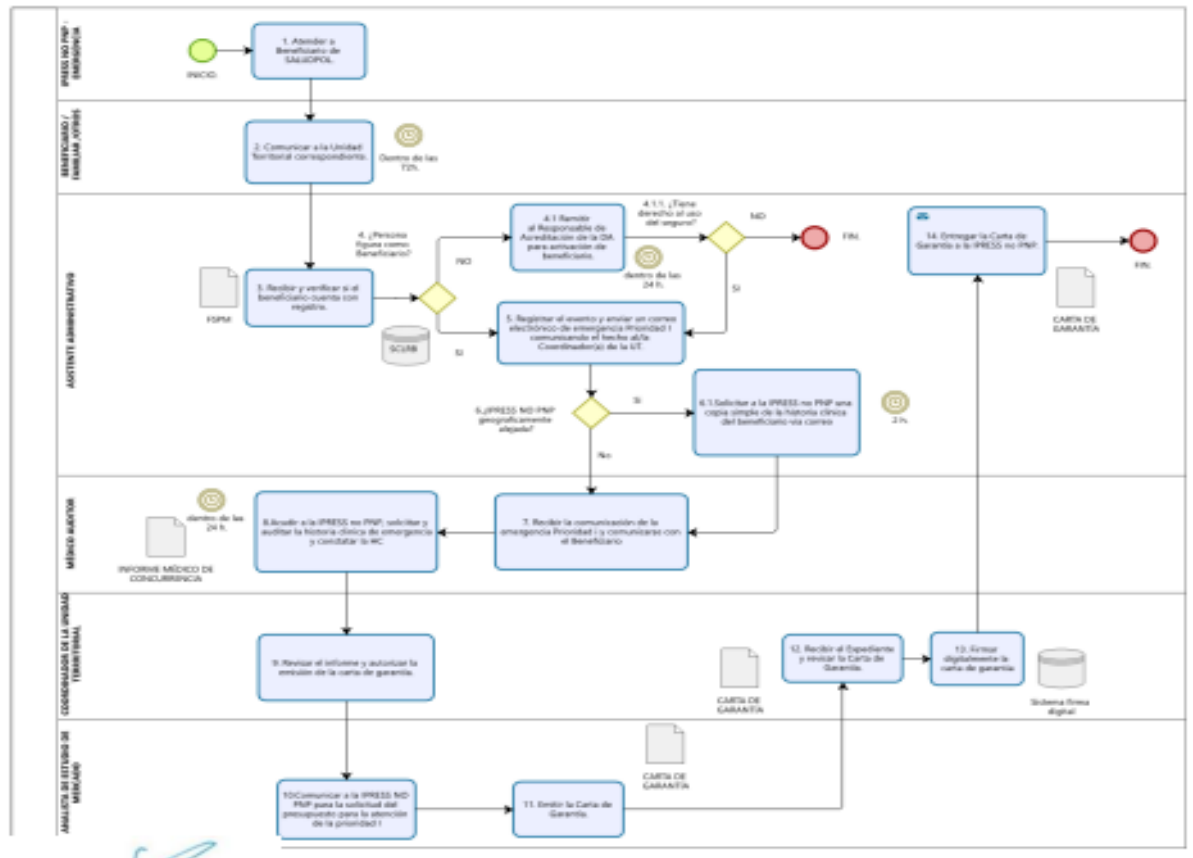 IPRESS NO PNP -
EMERGENCIA
INICIO
1. Atender a
Beneficiario de
SALUDPOL.
BENEFICIARIO /
FAMILIAR /OTROS
2. Comunicar a la Unidad
Territorial correspondiente.
Dentro de las
72h.
ASISTENTE ADMINISTRATIVO
FSPM
3. Recibir y verificar si el
beneficiario cuenta con
registro.
4. ¿Persona
figura como
Beneficiario?
NO
SI
4.1 Remitir
al Responsable de
Acreditación de la DA
para activación de
beneficiario.
dentro de las
24 h.
4.1.1. ¿Tiene
derecho al uso
del seguro?
NO
FIN.
SI
5. Registrar el evento y enviar un correo
electrónico de emergencia Prioridad I
comunicando el hecho al/la
Coordinador(a) de la UT.
6.¿IPRESS NO PNP
geográficamente
alejada?
Si
No
6.1.Solicitar a la IPRESS no PNP una
copia simple de la historia clínica
del beneficiario vía correo
2 h.
14. Entregar la Carta de
Garantía a la IPRESS no PNP.
CARTA DE
GARANTÍA
FIN.
MÉDICO AUDITOR
7. Recibir la comunicación de la
emergencia Prioridad I y comunicarse con
el Beneficiario
8.Acudir a la IPRESS no PNP, solicitar y
auditar la historia clínica de emergencia
y constatar la HC
dentro de las
24 h.
INFORME MÉDICO DE
CONCURRENCIA
COORDINADOR DE LA UNIDAD
TERRITORIAL
9. Revisar el informe y autorizar la
emisión de la carta de garantía.
CARTA DE
GARANTÍA
12. Recibir el Expediente
y revisar la Carta de
Garantía.
13. Firmar
digitalmente la
carta de garantía
Sistema firma
digital
ANALISTA DE ESTUDIO DE
MERCADO
10.Comunicar a la IPRESS NO
PNP para la solicitud del
presupuesto para la atención
de la prioridad I
11. Emitir la Carta de
Garantía.
CARTA DE
GARANTÍA